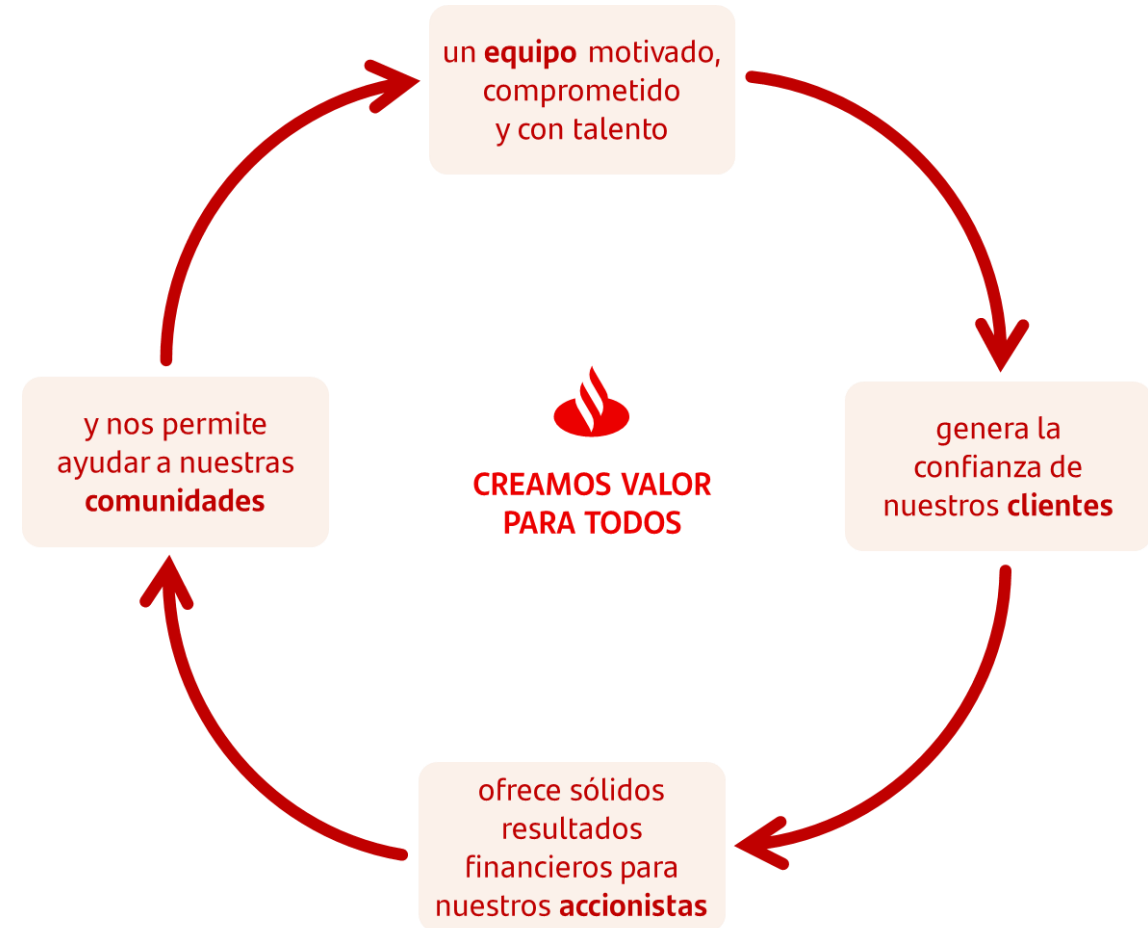 un equipo motivado,
comprometido
y con talento
genera la
confianza de
nuestros clientes
ofrece sólidos
resultados
financieros para
nuestros accionistas
y nos permite
ayudar a nuestras
comunidades
CREAMOS VALOR
PARA TODOS